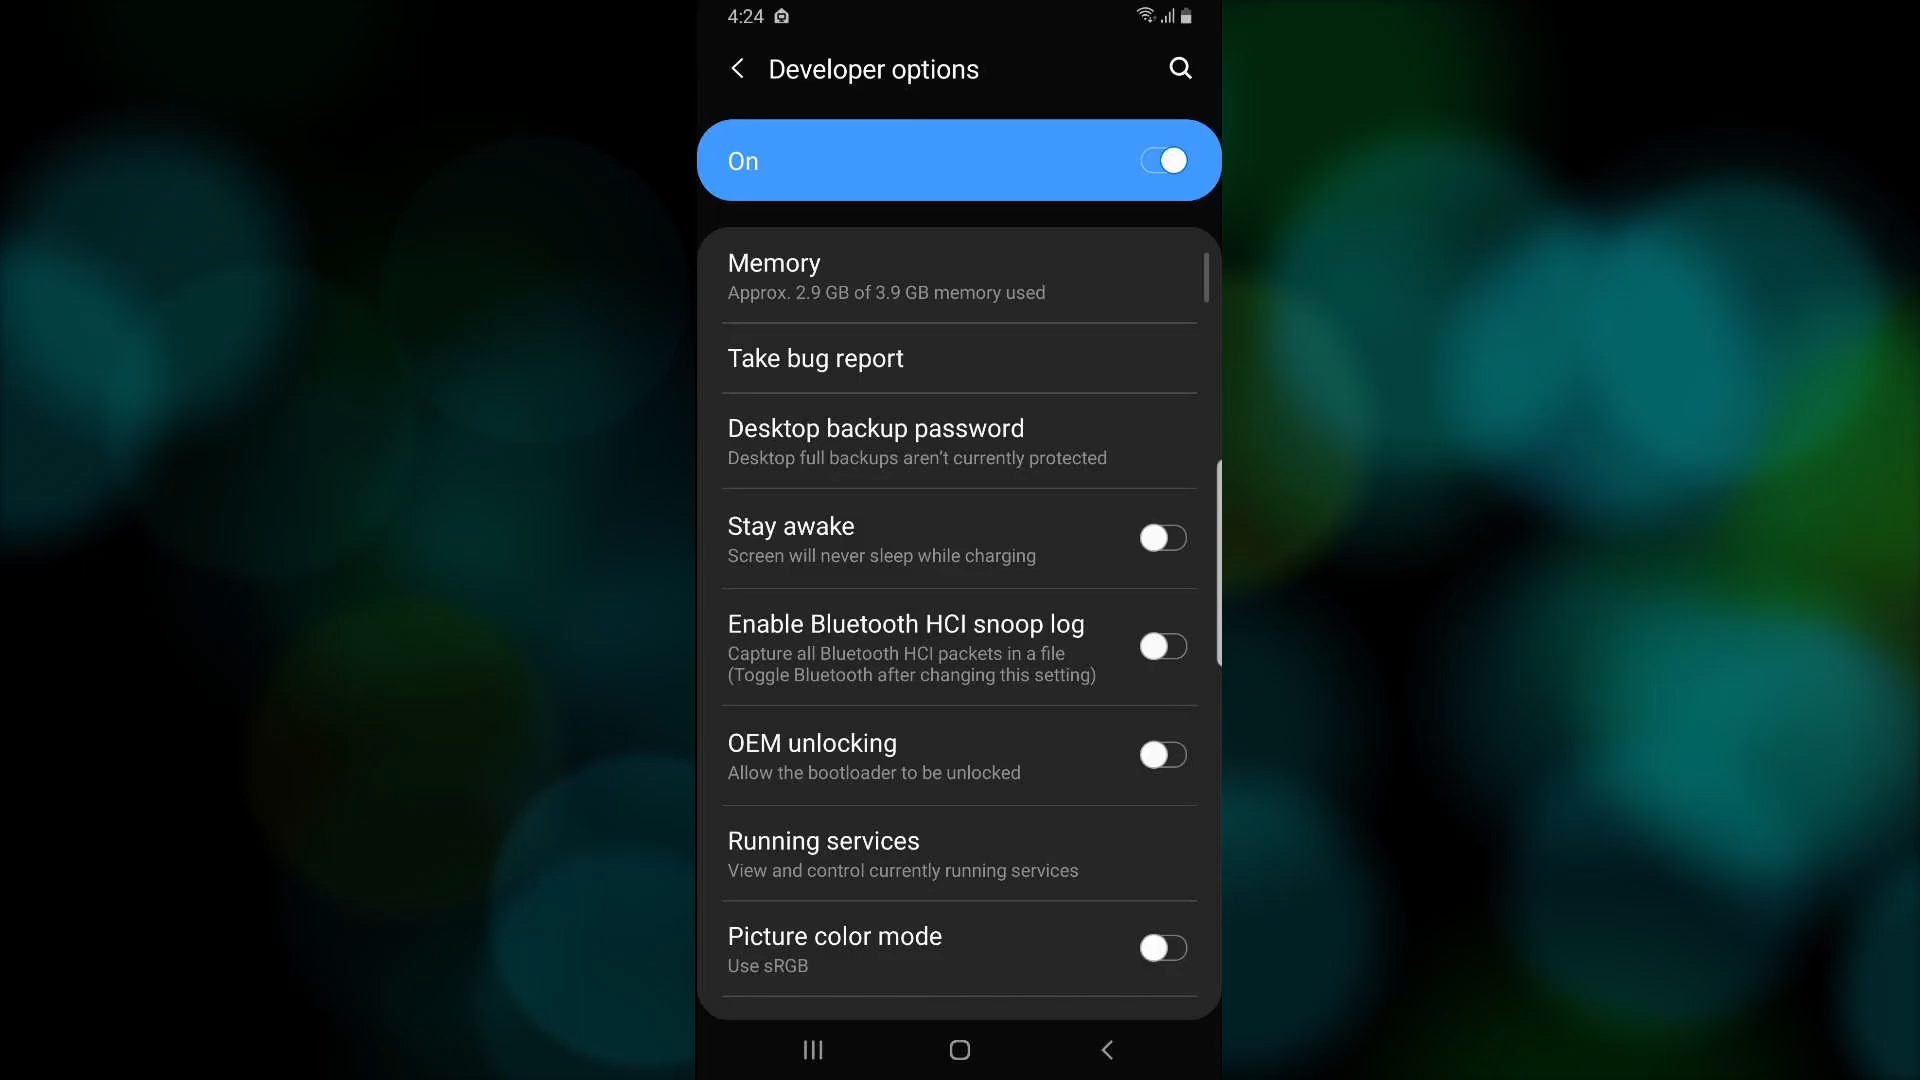 4:24
Developer options
On
Memory
Approx. 2.9 GB of 3.9 GB memory used
Take bug report
Desktop backup password
Desktop full backups aren't currently protected
Stay awake
Screen will never sleep while charging
Enable Bluetooth HCI snoop log
Capture all Bluetooth HCI packets in a file
(Toggle Bluetooth after changing this setting)
OEM unlocking
Allow the bootloader to be unlocked
Running services
View and control currently running services
Picture color mode
Use sRGB